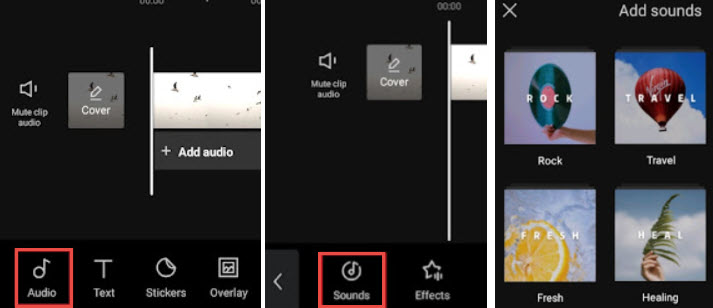 00:00
Mute clip
audio
Cover
+ Add audio
Audio
Text
Stickers
Overlay
00:00
Mute clip
audio
Cover
Sounds
Effects
Add sounds
ROCK
TRAVEL
Rock
Travel
FRESH
HEAL
Fresh
Healing